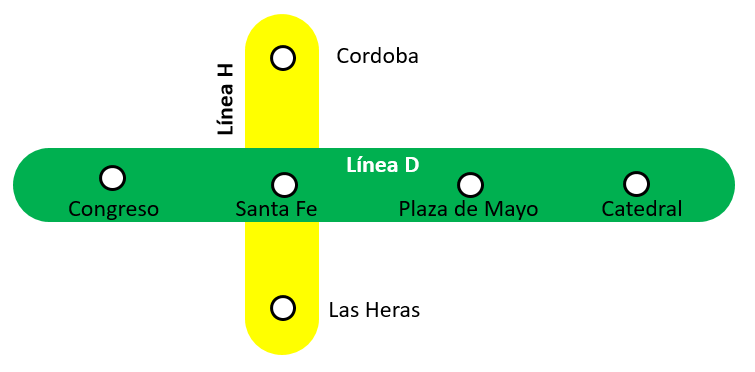 Cordoba
Línea H
Línea D
Congreso
Santa Fe
Plaza de Mayo
Catedral
Las Heras